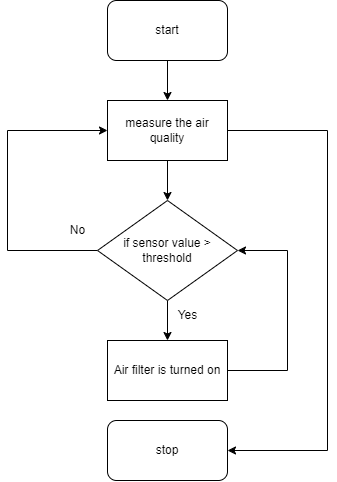 start
measure the air
quality
No
if sensor value >
threshold
Yes
Air filter is turned on
stop